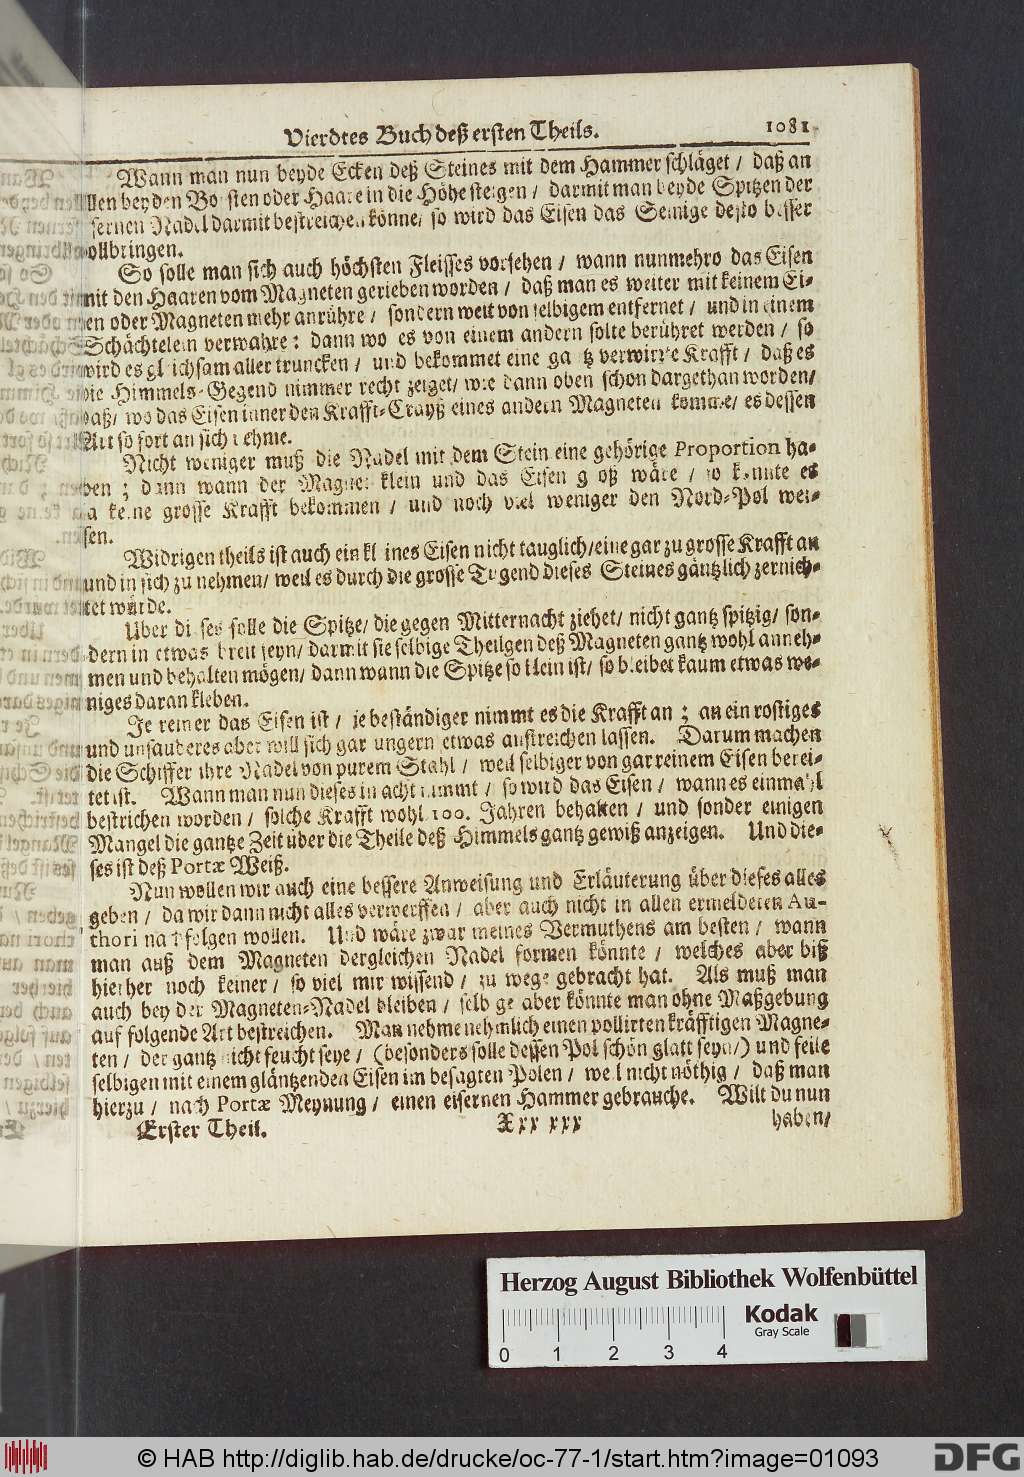 Vierdtes Buch deß ersten Theils. 1081
Wann man nun beyde Ecken deß Steines mit dem Hammer schläget / daß an
llen beyden Bo sten oder Haare in die Höhe steigen / darmit man beyde Spitzen der
sernen Nadel darmit bestreichen könne / so wird das Eisen das Seinige desto besser
ollbringen.
So solle man sich auch höchsten Fleisses vorsehen / wann nunmehro das Eisen
mit den Haaren vom Magneten gerieben worden / daß man es weiter mit keinem Ei-
en oder Magneten mehr anrühre / sondern weit von selbigem entfernet / und in einem
Schächtelein verwahre: dann wo es von einem andern solte berühret werden / so
wird es gl ichsam aller truncken / und bekommet eine ga tz verwirrte Krafft / daß es
die Himmels-Gegend nimmer recht zeiget / wie dann oben schon dargethan worden /
daß / wo das Eisen inner den Krafft-Crayß eines andern Magneten komme / es dessen
Art so fort an sich nehme.
Nicht weniger muß die Nadel mit dem Stein eine gehörige Proportion ha-
ben ; dann wann der Magnet klein und das Eisen g oß wäre / so konnte es
a keine grosse Krafft bekommen / und noch viel weniger den Nord-Pol wei-
sen.
Widrigen theils ist auch ein kl ines Eisen nicht tauglich / eine gar zu grosse Krafft an
und in sich zu nehmen / weil es durch die grosse Tugend dieses Steines gäntzlich zernich-
tet würde.
Uber di ses solle die Spitze / die gegen Mitternacht ziehet / nicht gantz spitzig / son-
dern in etwas breit seyn / darmit sie selbige Theilgen deß Magneten gantz wohl anneh-
men und behalten mögen / dann wann die Spitze so klein ist / so bleibet kaum etwas we-
niges daran kleben.
Je reiner das Eisen ist / je beständiger nimmt es die Krafft an ; an ein rostiges
und unsauberes aber will sich gar ungern etwas anstreichen lassen. Darum machen
die Schiffer ihre Nadel von purem Stahl / weil selbiger von gar reinem Eisen berei-
tet ist. Wann man nun dieses in acht nimmt / so wird das Eisen / wann es einmahl
bestrichen worden / solche Krafft wohl 100. Jahren behalten / und sonder einigen
Mangel die gantze Zeit über die Theile deß Himmels gantz gewiß anzeigen. Und die-
ses ist deß Portæ Weiß.
Nun wollen wir auch eine bessere Anweisung und Erläuterung über dieses alles
geben / da wir dann nicht alles verwerffen / aber auch nicht in allen ermeldeten Au-
thori nachfolgen wollen. Und wäre zwar meines Vermuthens am besten / wann
man auß dem Magneten dergleichen Nadel formen könnte / welches aber biß
hierher noch keiner / so viel mir wissend / zu wege gebracht hat. Als muß man
auch bey der Magneten-Nadel bleiben / selb ge aber könnte man ohne Maßgebung
auf folgende Art bestreichen. Man nehme nehmlich einen pollirten kräfftigen Magne-
ten / der gantz nicht feucht seye / (besonders solle dessen Pol schön glatt seyn /) und feile
selbigen mit einem gläntzenden Eisen im besagten Polen / weil nicht nöthig / daß man
hierzu / nach Portæ Meynung / einen eisernen Hammer gebrauche. Wilt du nun
Erster Theil. Xxx xxx haben /
Herzog August Bibliothek Wolfenbüttel
Kodak
Gray Scale
0 1 2 3 4
© HAB http://diglib.hab.de/drucke/oc-77-1/start.htm?image=01093
DFG